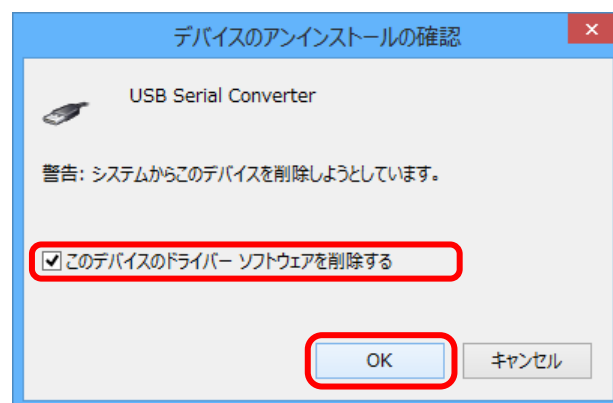 デバイスのアンインストールの確認
USB Serial Converter
警告: システムからこのデバイスを削除しようとしています。
このデバイスのドライバー ソフトウェアを削除する
OK
キャンセル